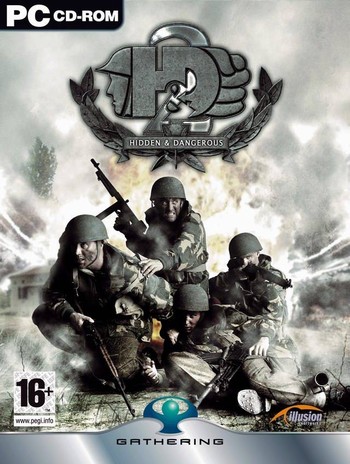 PC CD-ROM
H&D
2
HIDDEN & DANGEROUS
16+
www.pegi.info
illusion
GATHERING